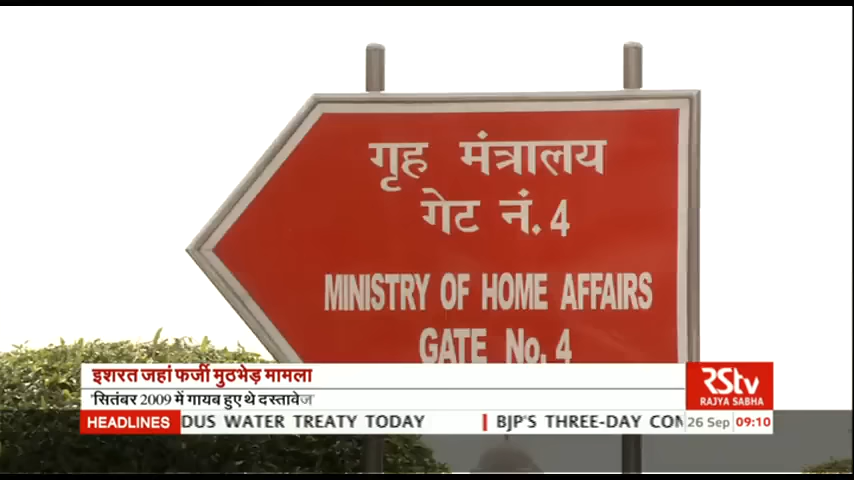 गृह मंत्रालय
गेट नं. 4
MINISTRY OF HOME AFFAIRS
GATE No. 4
इशरत जहां फर्जी मुठभेड़ मामला
'सितंबर 2009 में गायब हुए थे दस्तावेज
RStv
RAJYA SABHA
HEADLINES DUS WATER TREATY TODAY BJP'S THREE-DAY CON 26 Sep 09:10